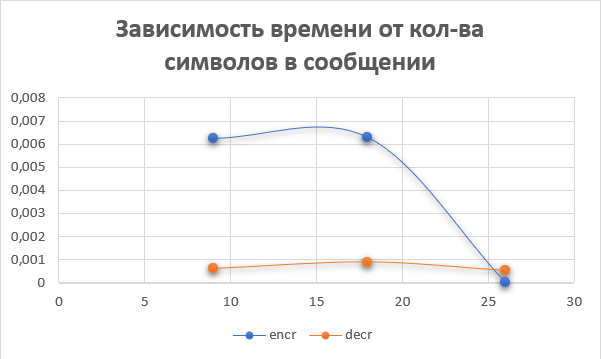 Зависимость времени от кол-ва
символов в сообщении
0,008
0,007
0,006
0,005
0,004
0,003
0,002
0,001
0
0 5 10 15 20 25 30
encr decr